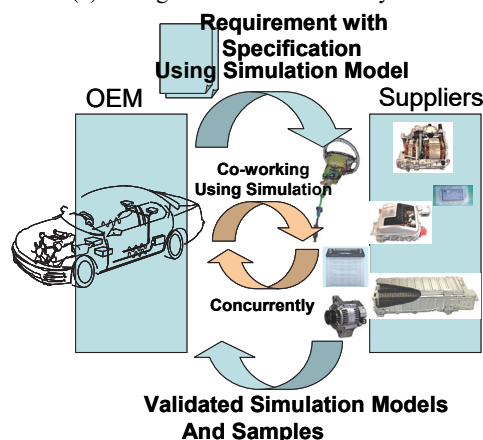 Requirement with
Specification
Using Simulation Model
OEM
Suppliers
Co-working
Using Simulation
Concurrently
Validated Simulation Models
And Samples